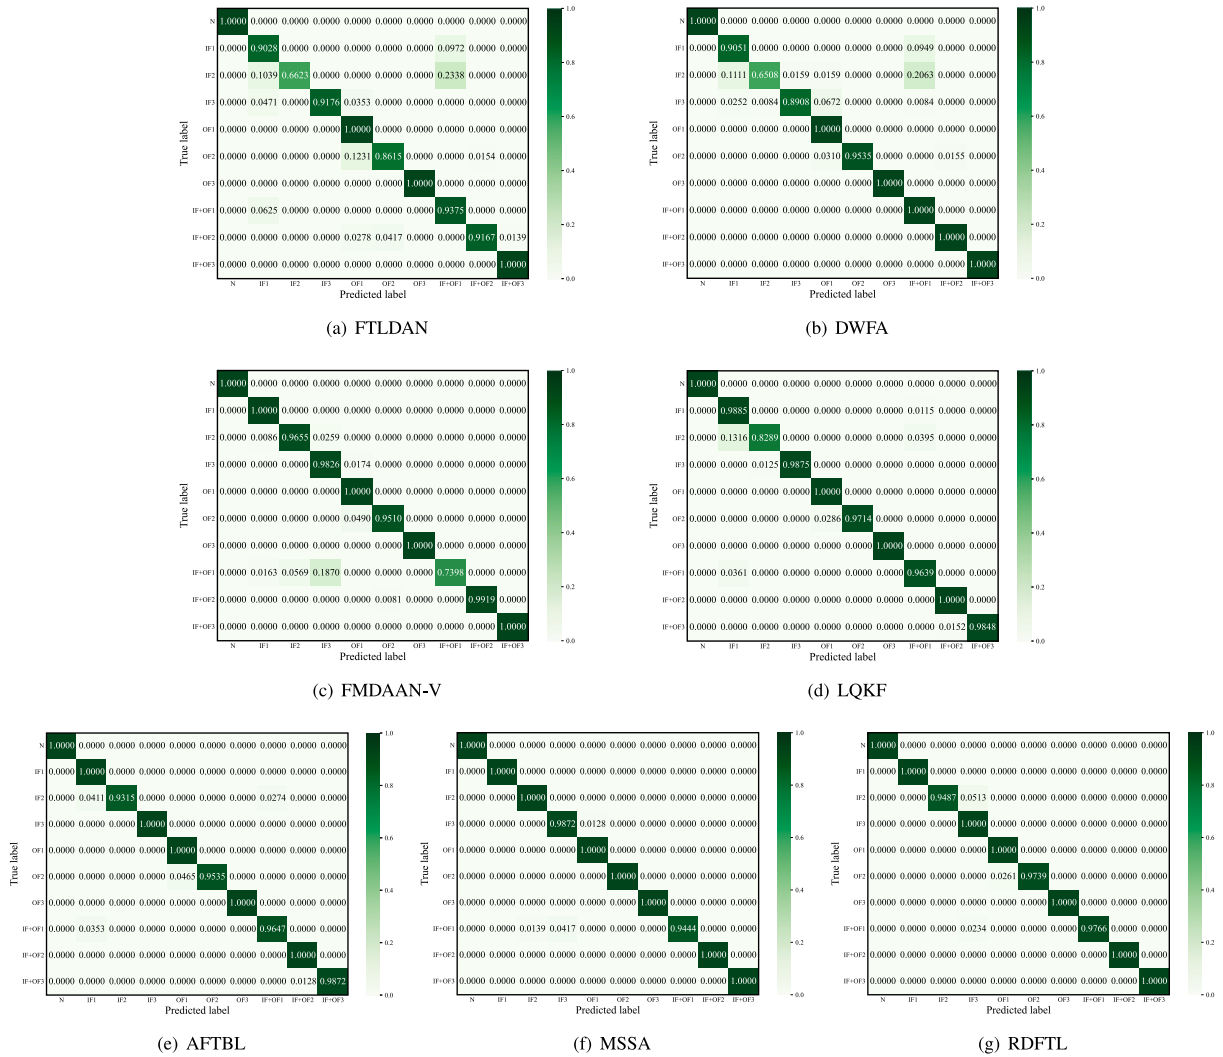 N 1.0000 0.0000 0.0000 0.0000 0.0000 0.0000 0.0000 0.0000 0.0000 0.0000
IF1 0.0000 0.9028 0.0000 0.0000 0.0000 0.0000 0.0000 0.0972 0.0000 0.0000
IF2 0.0000 0.1039 0.6623 0.0000 0.0000 0.0000 0.0000 0.2338 0.0000 0.0000
IF3 0.0000 0.0471 0.0000 0.9176 0.0353 0.0000 0.0000 0.0000 0.0000 0.0000
OF1 0.0000 0.0000 0.0000 0.0000 1.0000 0.0000 0.0000 0.0000 0.0000 0.0000
OF2 0.0000 0.0000 0.0000 0.0000 0.1231 0.8615 0.0000 0.0000 0.0154 0.0000
OF3 0.0000 0.0000 0.0000 0.0000 0.0000 0.0000 1.0000 0.0000 0.0000 0.0000
IF+OF1 0.0000 0.0625 0.0000 0.0000 0.0000 0.0000 0.0000 0.9375 0.0000 0.0000
IF+OF2 0.0000 0.0000 0.0000 0.0000 0.0278 0.0417 0.0000 0.0000 0.9167 0.0139
IF+OF3 0.0000 0.0000 0.0000 0.0000 0.0000 0.0000 0.0000 0.0000 0.0000 1.0000
N IF1 IF2 IF3 OF1 OF2 OF3 IF+OF1 IF+OF2 IF+OF3
True label
Predicted label
1.0
0.8
0.6
0.4
0.2
0.0
(a) FTLDAN
N 1.0000 0.0000 0.0000 0.0000 0.0000 0.0000 0.0000 0.0000 0.0000 0.0000
IF1 0.0000 0.9051 0.0000 0.0000 0.0000 0.0000 0.0000 0.0949 0.0000 0.0000
IF2 0.0000 0.1111 0.6508 0.0159 0.0159 0.0000 0.0000 0.2063 0.0000 0.0000
IF3 0.0000 0.0252 0.0084 0.8908 0.0672 0.0000 0.0000 0.0084 0.0000 0.0000
OF1 0.0000 0.0000 0.0000 0.0000 1.0000 0.0000 0.0000 0.0000 0.0000 0.0000
OF2 0.0000 0.0000 0.0000 0.0000 0.0310 0.9535 0.0000 0.0000 0.0155 0.0000
OF3 0.0000 0.0000 0.0000 0.0000 0.0000 0.0000 1.0000 0.0000 0.0000 0.0000
IF+OF1 0.0000 0.0000 0.0000 0.0000 0.0000 0.0000 0.0000 1.0000 0.0000 0.0000
IF+OF2 0.0000 0.0000 0.0000 0.0000 0.0000 0.0000 0.0000 0.0000 1.0000 0.0000
IF+OF3 0.0000 0.0000 0.0000 0.0000 0.0000 0.0000 0.0000 0.0000 0.0000 1.0000
N IF1 IF2 IF3 OF1 OF2 OF3 IF+OF1 IF+OF2 IF+OF3
True label
Predicted label
1.0
0.8
0.6
0.4
0.2
0.0
(b) DWFA
N 1.0000 0.0000 0.0000 0.0000 0.0000 0.0000 0.0000 0.0000 0.0000 0.0000
IF1 0.0000 1.0000 0.0000 0.0000 0.0000 0.0000 0.0000 0.0000 0.0000 0.0000
IF2 0.0000 0.0086 0.9655 0.0259 0.0000 0.0000 0.0000 0.0000 0.0000 0.0000
IF3 0.0000 0.0000 0.0000 0.9826 0.0174 0.0000 0.0000 0.0000 0.0000 0.0000
OF1 0.0000 0.0000 0.0000 0.0000 1.0000 0.0000 0.0000 0.0000 0.0000 0.0000
OF2 0.0000 0.0000 0.0000 0.0000 0.0490 0.9510 0.0000 0.0000 0.0000 0.0000
OF3 0.0000 0.0000 0.0000 0.0000 0.0000 0.0000 1.0000 0.0000 0.0000 0.0000
IF+OF1 0.0000 0.0163 0.0569 0.1870 0.0000 0.0000 0.0000 0.7398 0.0000 0.0000
IF+OF2 0.0000 0.0000 0.0000 0.0000 0.0000 0.0081 0.0000 0.0000 0.9919 0.0000
IF+OF3 0.0000 0.0000 0.0000 0.0000 0.0000 0.0000 0.0000 0.0000 0.0000 1.0000
N IF1 IF2 IF3 OF1 OF2 OF3 IF+OF1 IF+OF2 IF+OF3
True label
Predicted label
1.0
0.8
0.6
0.4
0.2
0.0
(c) FMDAAN-V
N 1.0000 0.0000 0.0000 0.0000 0.0000 0.0000 0.0000 0.0000 0.0000 0.0000
IF1 0.0000 0.9885 0.0000 0.0000 0.0000 0.0000 0.0000 0.0115 0.0000 0.0000
IF2 0.0000 0.1316 0.8289 0.0000 0.0000 0.0000 0.0000 0.0395 0.0000 0.0000
IF3 0.0000 0.0000 0.0125 0.9875 0.0000 0.0000 0.0000 0.0000 0.0000 0.0000
OF1 0.0000 0.0000 0.0000 0.0000 1.0000 0.0000 0.0000 0.0000 0.0000 0.0000
OF2 0.0000 0.0000 0.0000 0.0000 0.0286 0.9714 0.0000 0.0000 0.0000 0.0000
OF3 0.0000 0.0000 0.0000 0.0000 0.0000 0.0000 1.0000 0.0000 0.0000 0.0000
IF+OF1 0.0000 0.0361 0.0000 0.0000 0.0000 0.0000 0.0000 0.9639 0.0000 0.0000
IF+OF2 0.0000 0.0000 0.0000 0.0000 0.0000 0.0000 0.0000 0.0000 1.0000 0.0000
IF+OF3 0.0000 0.0000 0.0000 0.0000 0.0000 0.0000 0.0000 0.0000 0.0152 0.9848
N IF1 IF2 IF3 OF1 OF2 OF3 IF+OF1 IF+OF2 IF+OF3
True label
Predicted label
1.0
0.8
0.6
0.4
0.2
0.0
(d) LQKF
N 1.0000 0.0000 0.0000 0.0000 0.0000 0.0000 0.0000 0.0000 0.0000 0.0000
IF1 0.0000 1.0000 0.0000 0.0000 0.0000 0.0000 0.0000 0.0000 0.0000 0.0000
IF2 0.0000 0.0411 0.9315 0.0000 0.0000 0.0000 0.0000 0.0274 0.0000 0.0000
IF3 0.0000 0.0000 0.0000 1.0000 0.0000 0.0000 0.0000 0.0000 0.0000 0.0000
OF1 0.0000 0.0000 0.0000 0.0000 1.0000 0.0000 0.0000 0.0000 0.0000 0.0000
OF2 0.0000 0.0000 0.0000 0.0000 0.0465 0.9535 0.0000 0.0000 0.0000 0.0000
OF3 0.0000 0.0000 0.0000 0.0000 0.0000 0.0000 1.0000 0.0000 0.0000 0.0000
IF+OF1 0.0000 0.0353 0.0000 0.0000 0.0000 0.0000 0.0000 0.9647 0.0000 0.0000
IF+OF2 0.0000 0.0000 0.0000 0.0000 0.0000 0.0000 0.0000 0.0000 1.0000 0.0000
IF+OF3 0.0000 0.0000 0.0000 0.0000 0.0000 0.0000 0.0000 0.0000 0.0128 0.9872
N IF1 IF2 IF3 OF1 OF2 OF3 IF+OF1 IF+OF2 IF+OF3
True label
Predicted label
1.0
0.8
0.6
0.4
0.2
0.0
(e) AFTBL
N 1.0000 0.0000 0.0000 0.0000 0.0000 0.0000 0.0000 0.0000 0.0000 0.0000
IF1 0.0000 1.0000 0.0000 0.0000 0.0000 0.0000 0.0000 0.0000 0.0000 0.0000
IF2 0.0000 0.0000 1.0000 0.0000 0.0000 0.0000 0.0000 0.0000 0.0000 0.0000
IF3 0.0000 0.0000 0.0000 0.9872 0.0128 0.0000 0.0000 0.0000 0.0000 0.0000
OF1 0.0000 0.0000 0.0000 0.0000 1.0000 0.0000 0.0000 0.0000 0.0000 0.0000
OF2 0.0000 0.0000 0.0000 0.0000 0.0000 1.0000 0.0000 0.0000 0.0000 0.0000
OF3 0.0000 0.0000 0.0000 0.0000 0.0000 0.0000 1.0000 0.0000 0.0000 0.0000
IF+OF1 0.0000 0.0000 0.0139 0.0417 0.0000 0.0000 0.0000 0.9444 0.0000 0.0000
IF+OF2 0.0000 0.0000 0.0000 0.0000 0.0000 0.0000 0.0000 0.0000 1.0000 0.0000
IF+OF3 0.0000 0.0000 0.0000 0.0000 0.0000 0.0000 0.0000 0.0000 0.0000 1.0000
N IF1 IF2 IF3 OF1 OF2 OF3 IF+OF1 IF+OF2 IF+OF3
True label
Predicted label
1.0
0.8
0.6
0.4
0.2
0.0
(f) MSSA
N 1.0000 0.0000 0.0000 0.0000 0.0000 0.0000 0.0000 0.0000 0.0000 0.0000
IF1 0.0000 1.0000 0.0000 0.0000 0.0000 0.0000 0.0000 0.0000 0.0000 0.0000
IF2 0.0000 0.0000 0.9487 0.0513 0.0000 0.0000 0.0000 0.0000 0.0000 0.0000
IF3 0.0000 0.0000 0.0000 1.0000 0.0000 0.0000 0.0000 0.0000 0.0000 0.0000
OF1 0.0000 0.0000 0.0000 0.0000 1.0000 0.0000 0.0000 0.0000 0.0000 0.0000
OF2 0.0000 0.0000 0.0000 0.0000 0.0261 0.9739 0.0000 0.0000 0.0000 0.0000
OF3 0.0000 0.0000 0.0000 0.0000 0.0000 0.0000 1.0000 0.0000 0.0000 0.0000
IF+OF1 0.0000 0.0000 0.0000 0.0234 0.0000 0.0000 0.0000 0.9766 0.0000 0.0000
IF+OF2 0.0000 0.0000 0.0000 0.0000 0.0000 0.0000 0.0000 0.0000 1.0000 0.0000
IF+OF3 0.0000 0.0000 0.0000 0.0000 0.0000 0.0000 0.0000 0.0000 0.0000 1.0000
N IF1 IF2 IF3 OF1 OF2 OF3 IF+OF1 IF+OF2 IF+OF3
True label
Predicted label
1.0
0.8
0.6
0.4
0.2
0.0
(g) RDFTL